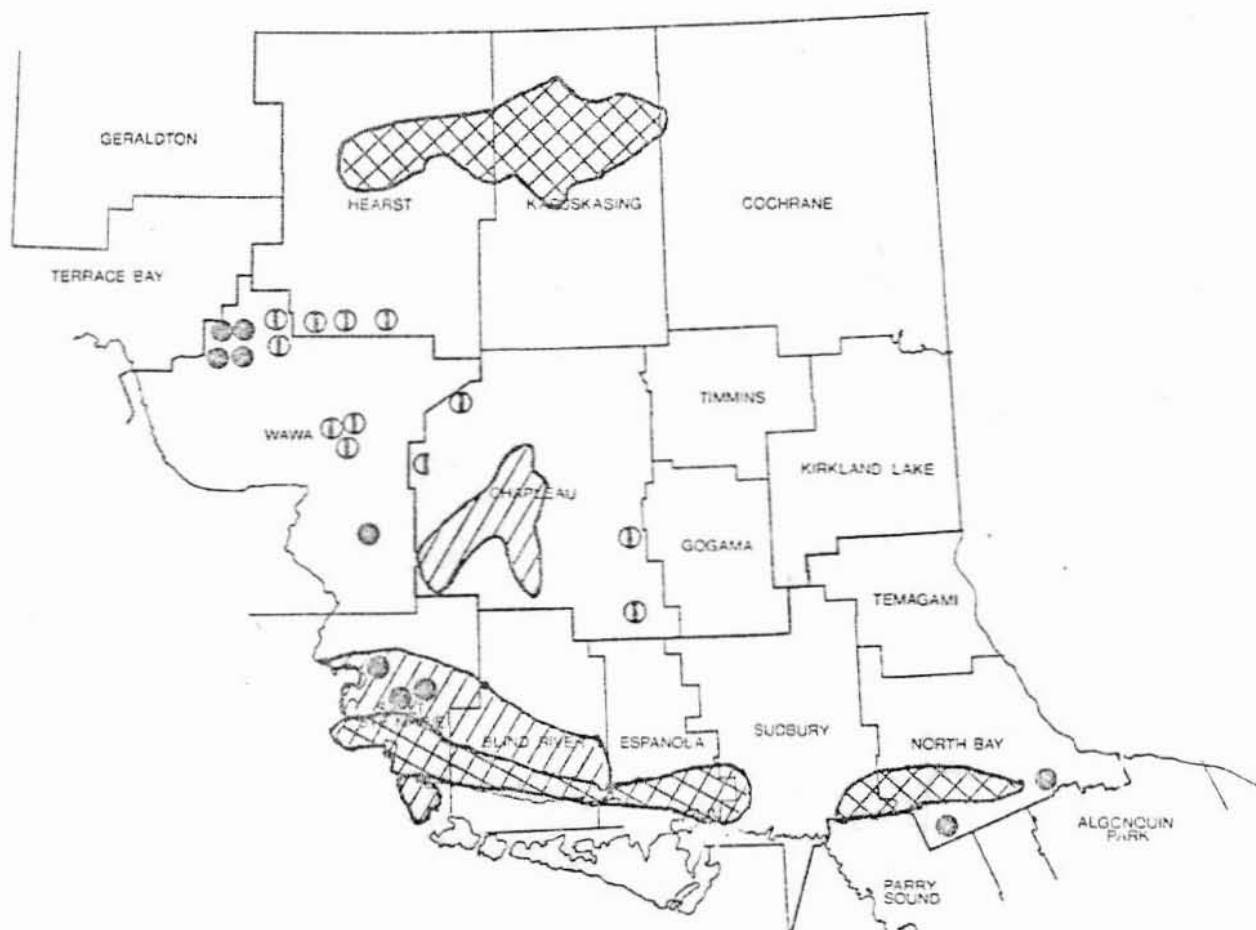 GERALDTON
HEARST
KAPUSKASING
COCHRANE
TERRACE BAY
TIMMINS
WAWA
KIRKLAND LAKE
CHAPLEAU
GOGAMA
TEMAGAMI
BLIND RIVER
ESPANOLA
SUDBURY
NORTH BAY
ALGONQUIN
PARK
PARRY
SOUND